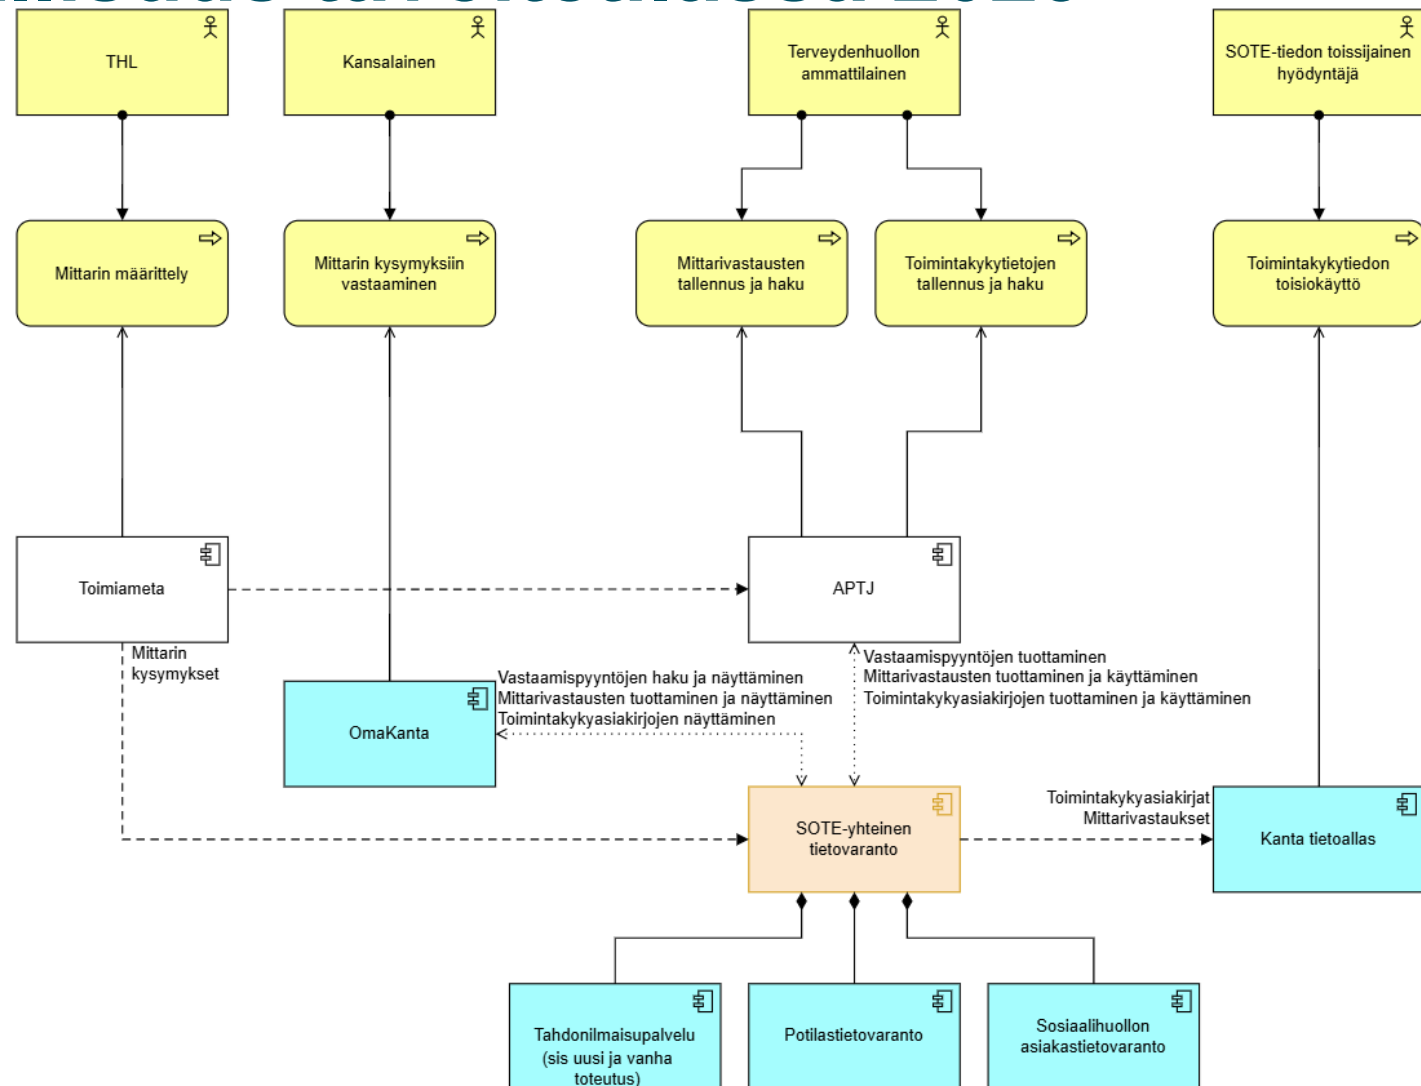 THL
Kansalainen
Terveydenhuollon
ammattilainen
SOTE-tiedon toissijainen
hyödyntäjä
Mittarin määrittely
Mittarin kysymyksiin
vastaaminen
Mittarivastausten
tallennus ja haku
Toimintakykytietojen
tallennus ja haku
Toimintakykytiedon
toisiokäyttö
Toimiameta
APTJ
Mittarin
kysymykset
Vastaamispyyntöjen haku ja näyttäminen
Mittarivastausten tuottaminen ja näyttäminen
Toimintakykyasiakirjojen näyttäminen
Vastaamispyyntöjen tuottaminen
Mittarivastausten tuottaminen ja käyttäminen
Toimintakykyasiakirjojen tuottaminen ja käyttäminen
OmaKanta
SOTE-yhteinen
tietovaranto
Toimintakykyasiakirjat
Mittarivastaukset
Kanta tietoallas
Tahdonilmaisupalvelu
(sis uusi ja vanha
toteutus)
Potilastietovaranto
Sosiaalihuollon
asiakastietovaranto